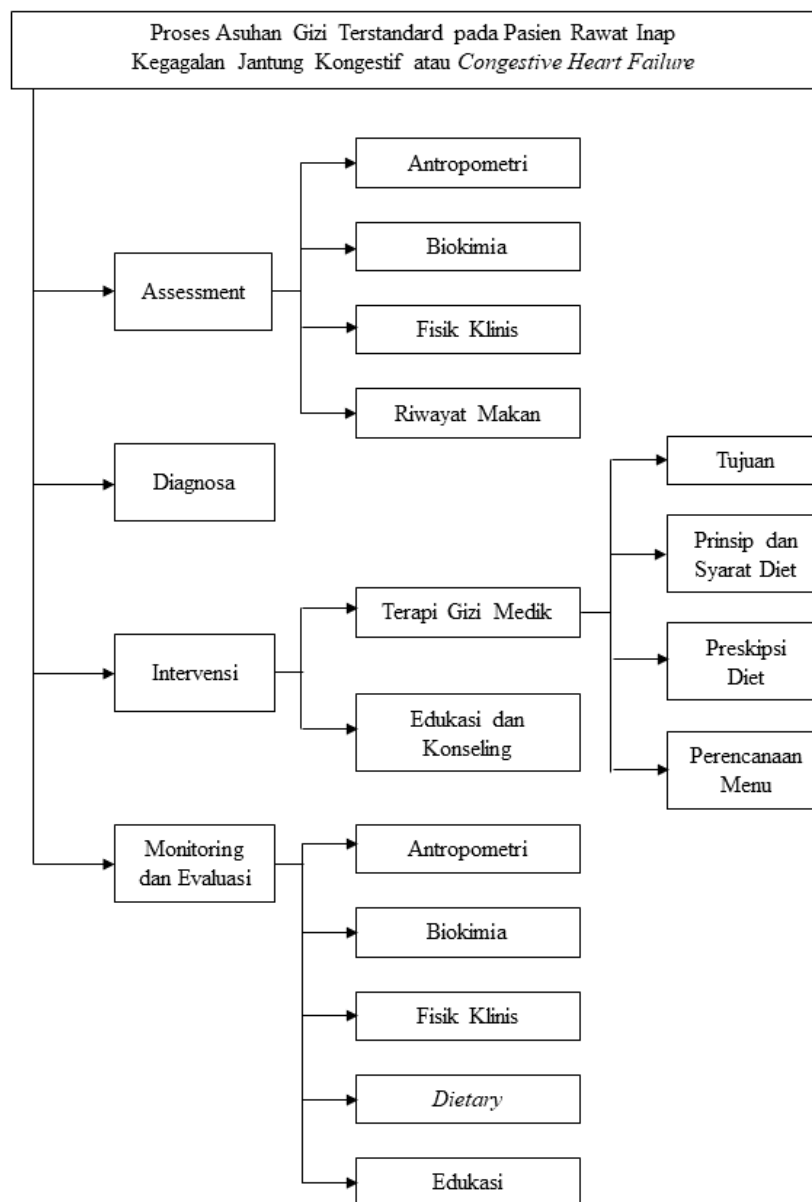 Proses Asuhan Gizi Terstandard pada Pasien Rawat Inap
Kegagalan Jantung Kongestif atau Congestive Heart Failure
Assessment
Antropometri
Biokimia
Fisik Klinis
Riwayat Makan
Diagnosa
Intervensi
Terapi Gizi Medik
Tujuan
Prinsip dan
Syarat Diet
Preskipsi
Diet
Perencanaan
Menu
Edukasi dan
Konseling
Monitoring
dan Evaluasi
Antropometri
Biokimia
Fisik Klinis
Dietary
Edukasi